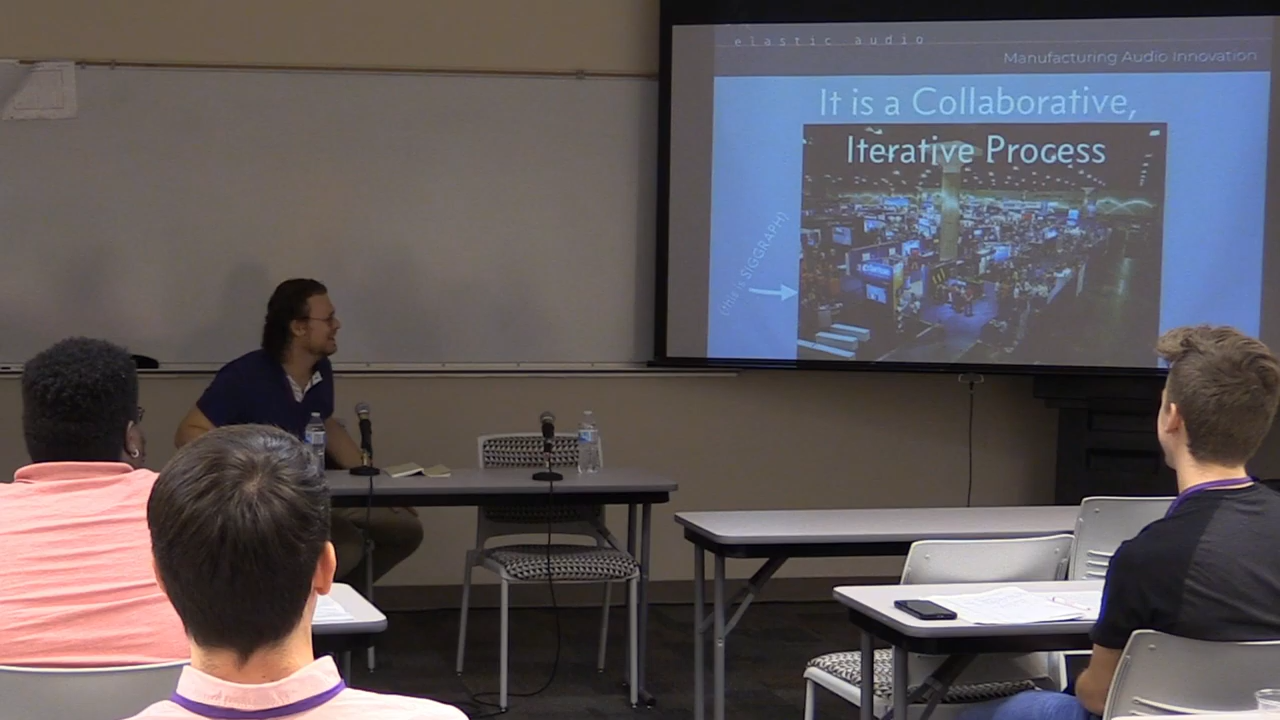 elastic audio
Manufacturing Audio Innovation
It is a Collaborative,
Iterative Process
(this is SIGGRAPH)